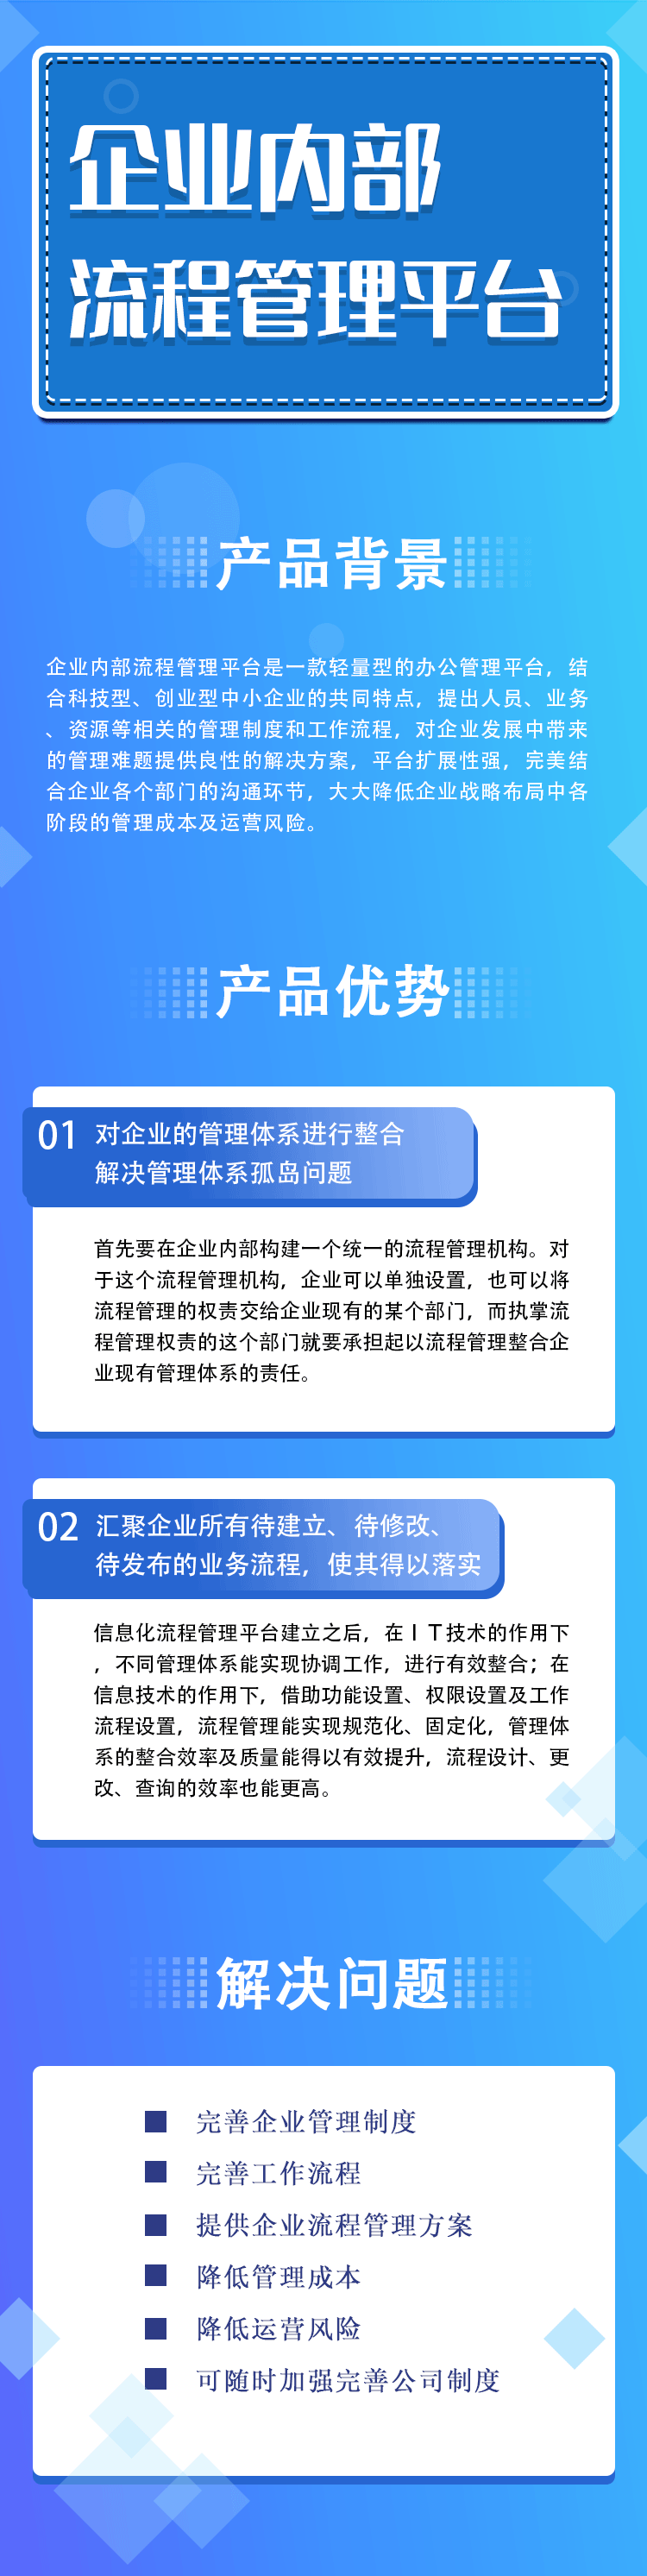 企业内部
流程管理平台
产品背景
企业内部流程管理平台是一款轻量型的办公管理平台，结
合科技型、创业型中小企业的共同特点，提出人员、业务
、资源等相关的管理制度和工作流程，对企业发展中带来
的管理难题提供良性的解决方案，平台扩展性强，完美结
合企业各个部门的沟通环节，大大降低企业战略布局中各
阶段的管理成本及运营风险。
产品优势
01 对企业的管理体系进行整合
解决管理体系孤岛问题
首先要在企业内部构建一个统一的流程管理机构。对
于这个流程管理机构，企业可以单独设置，也可以将
流程管理的权责交给企业现有的某个部门，而执掌流
程管理权责的这个部门就要承担起以流程管理整合企
业现有管理体系的责任。
02 汇聚企业所有待建立、待修改、
待发布的业务流程，使其得以落实
信息化流程管理平台建立之后，在ＩＴ技术的作用下
，不同管理体系能实现协调工作，进行有效整合；在
信息技术的作用下，借助功能设置、权限设置及工作
流程设置，流程管理能实现规范化、固定化，管理体
系的整合效率及质量能得以有效提升，流程设计、更
改、查询的效率也能更高。
解决问题
完善企业管理制度
完善工作流程
提供企业流程管理方案
降低管理成本
降低运营风险
可随时加强完善公司制度